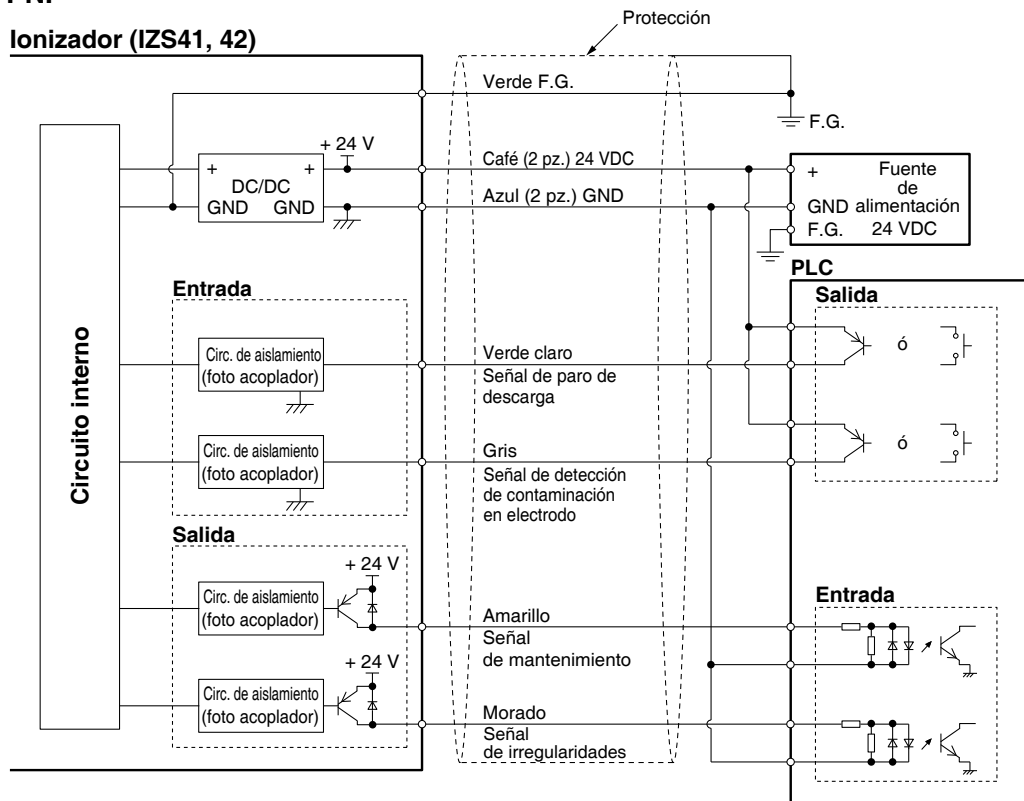 PNP
Ionizador (IZS41, 42)
Protección
Verde F.G.
F.G.
+ 24 V
Café (2 pz.) 24 VDC
Azul (2 pz.) GND
+ +
DC/DC
GND GND
+ Fuente
de
GND alimentación
F.G. 24 VDC
PLC
Circuito interno
Entrada
Circ. de aislamiento
(foto acoplador)
Verde claro
Señal de paro de
descarga
Salida
ó
Circ. de aislamiento
(foto acoplador)
Gris
Señal de detección
de contaminación
en electrodo
ó
Salida
+ 24 V
Circ. de aislamiento
(foto acoplador)
Amarillo
Señal
de mantenimiento
Entrada
+ 24 V
Circ. de aislamiento
(foto acoplador)
Morado
Señal
de irregularidades